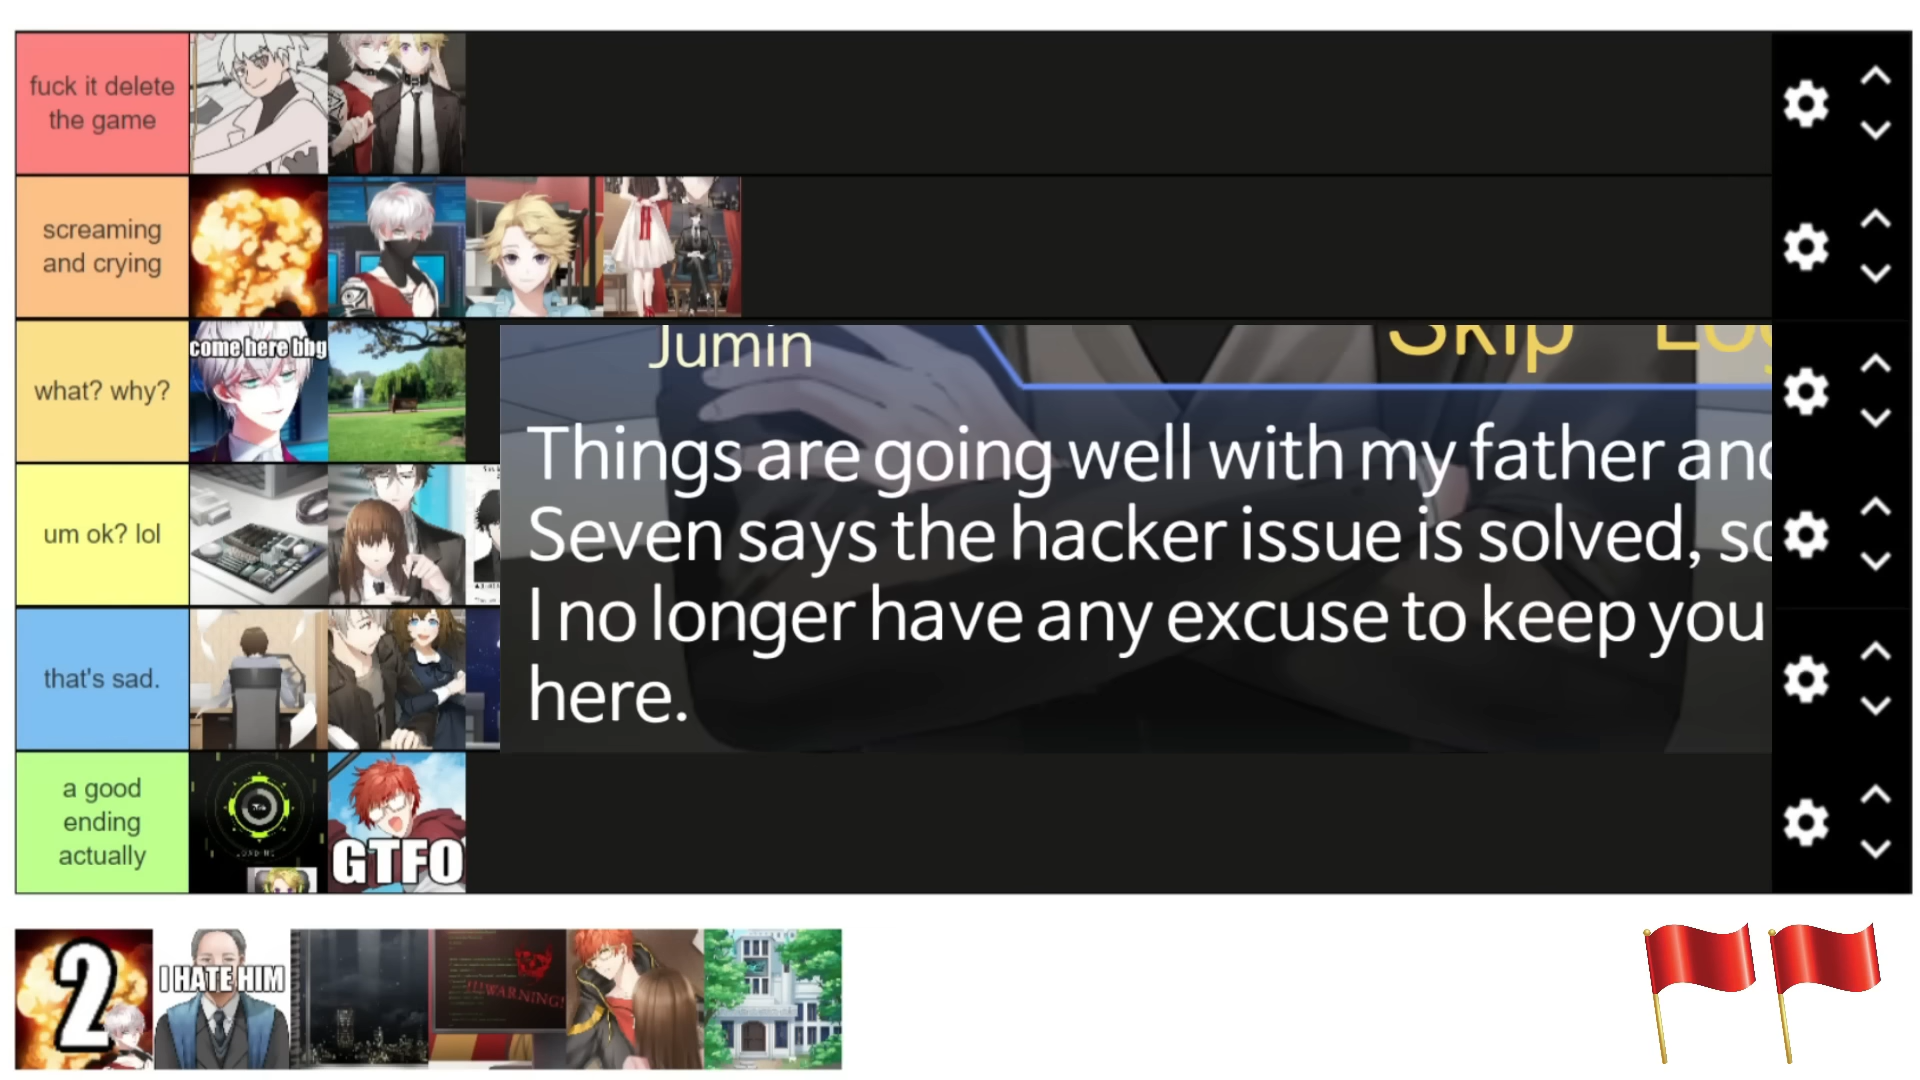 fuck it delete
the game
screaming
and crying
what? why?
come here bbg
um ok? lol
that's sad.
a good
ending
actually
GTFO
Jumin
Skip
Things are going well with my father and
Seven says the hacker issue is solved, so
I no longer have any excuse to keep you
here.
2
I HATE HIM
!!!WARNING!